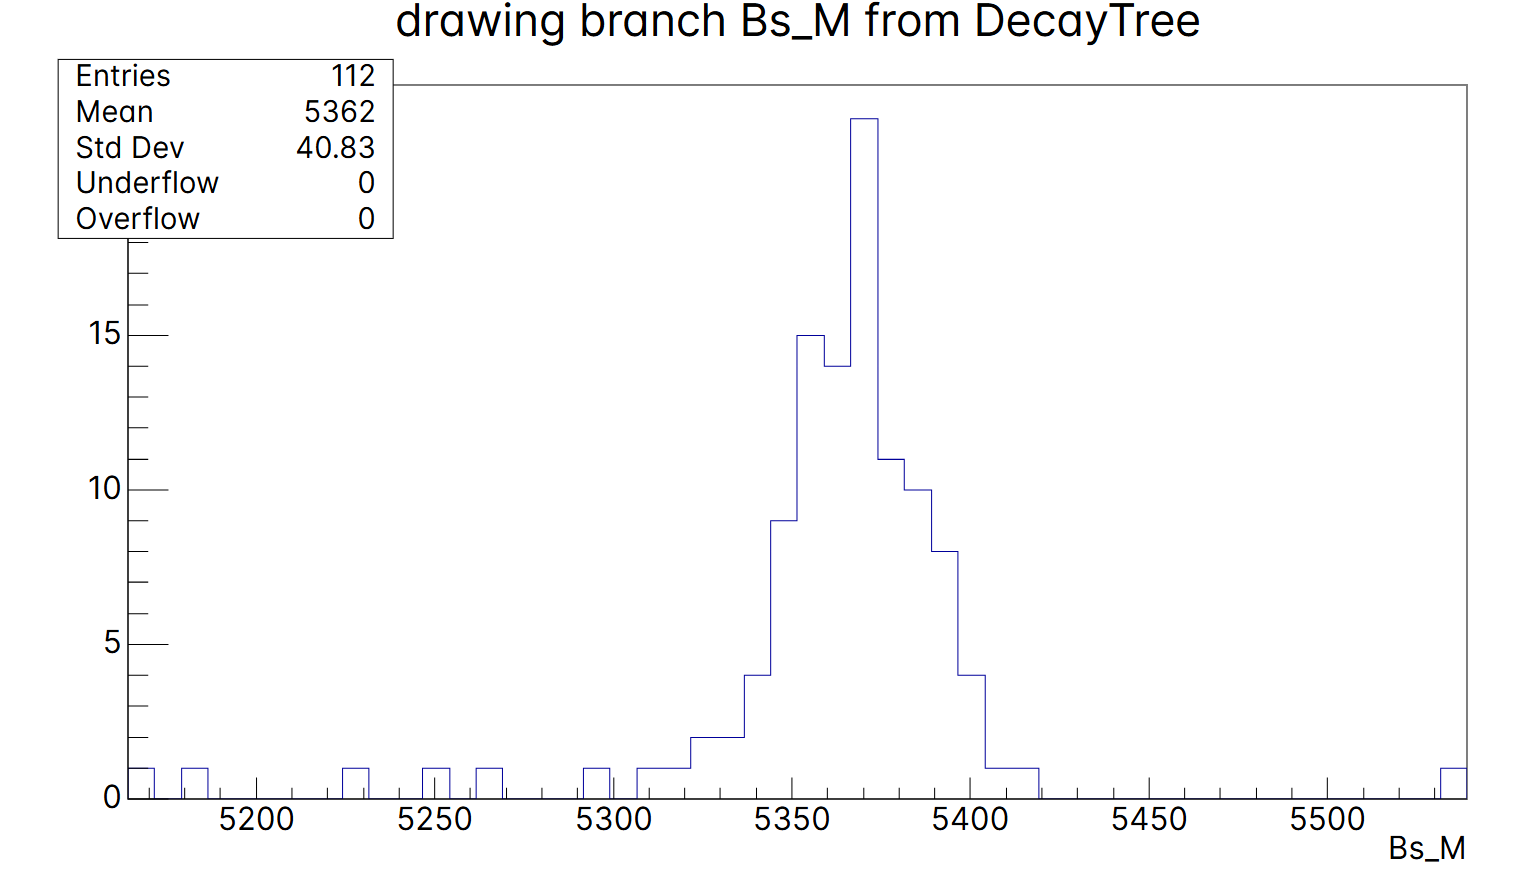 drawing branch Bs_M from DecayTree
Entries 112
Mean 5362
Std Dev 40.83
Underflow 0
Overflow 0
15
10
5
0
5200 5250 5300 5350 5400 5450 5500
Bs_M